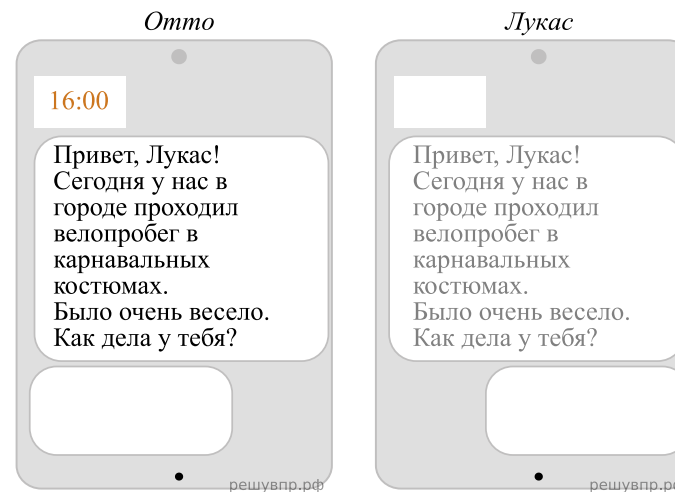 Отто
Лукас
16:00
Привет, Лукас!
Сегодня у нас в
городе проходил
велопробег в
карнавальных
костюмах.
Было очень весело.
Как дела у тебя?
Привет, Лукас!
Сегодня у нас в
городе проходил
велопробег в
карнавальных
костюмах.
Было очень весело.
Как дела у тебя?
решувпр.рф
решувпр.рф